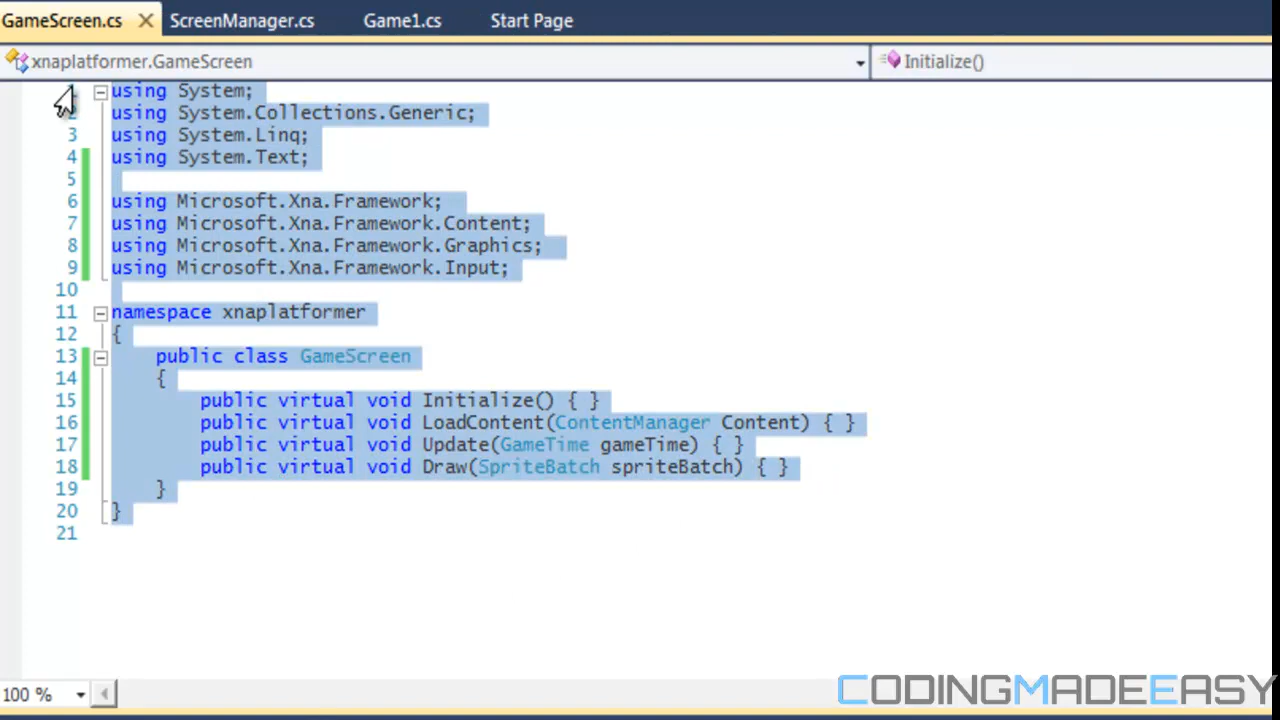 GameScreen.cs ScreenManager.cs Game1.cs Start Page
xnaplatformer.GameScreen Initialize()
using System;
2 using System.Collections.Generic;
3 using System.Linq;
4 using System.Text;
5
6 using Microsoft.Xna.Framework;
7 using Microsoft.Xna.Framework.Content;
8 using Microsoft.Xna.Framework.Graphics;
9 using Microsoft.Xna.Framework.Input;
10
11 namespace xnaplatformer
12 {
13 public class GameScreen
14 {
15 public virtual void Initialize() { }
16 public virtual void LoadContent(ContentManager Content) { }
17 public virtual void Update(GameTime gameTime) { }
18 public virtual void Draw(SpriteBatch spriteBatch) { }
19 }
20 }
21
100 %
CODINGMADEEASY